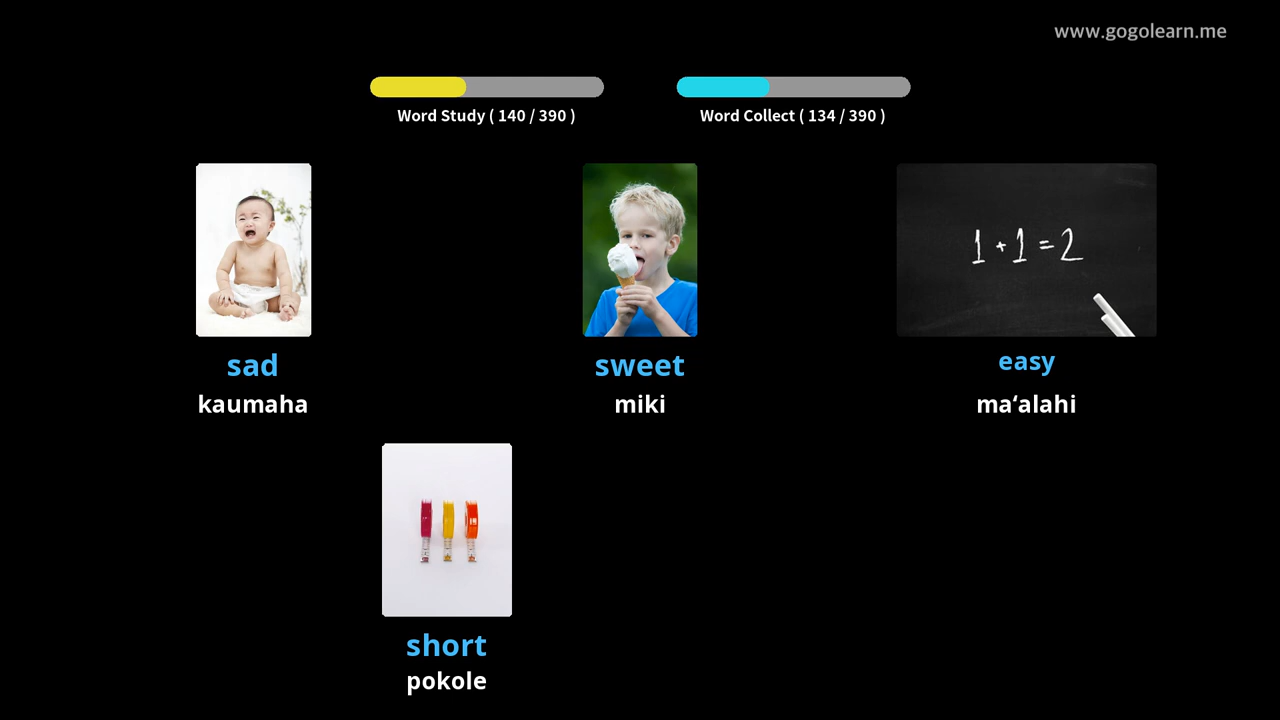 www.gogolearn.me
Word Study ( 140 / 390 )
Word Collect ( 134 / 390 )
1 + 1 = 2
sad
sweet
easy
kaumaha
miki
maʻalahi
short
pokole